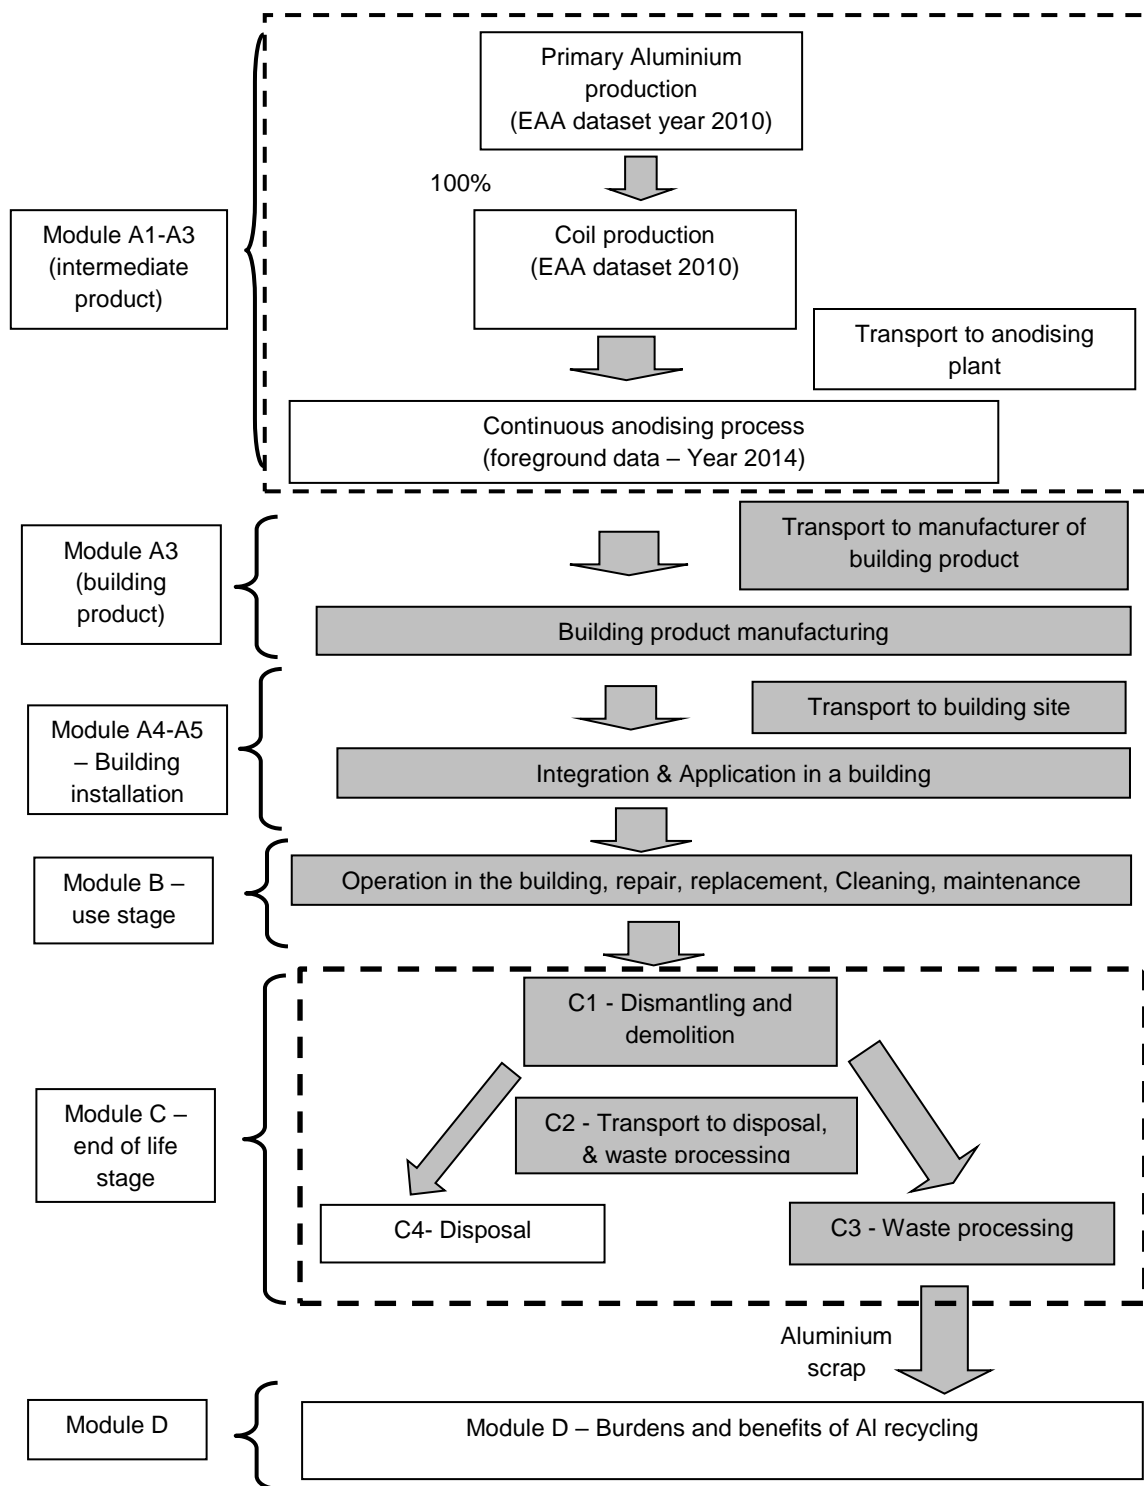 Primary Aluminium
production
(EAA dataset year 2010)
100%
Module A1-A3
(intermediate
product)
Coil production
(EAA dataset 2010)
Transport to anodising
plant
Continuous anodising process
(foreground data – Year 2014)
Module A3
(building
product)
Transport to manufacturer of
building product
Building product manufacturing
Module A4-A5
– Building
installation
Transport to building site
Integration & Application in a building
Module B –
use stage
Operation in the building, repair, replacement, Cleaning, maintenance
Module C –
end of life
stage
C1 - Dismantling and
demolition
C2 - Transport to disposal,
& waste processing
C4- Disposal
C3 - Waste processing
Aluminium
scrap
Module D
Module D – Burdens and benefits of Al recycling